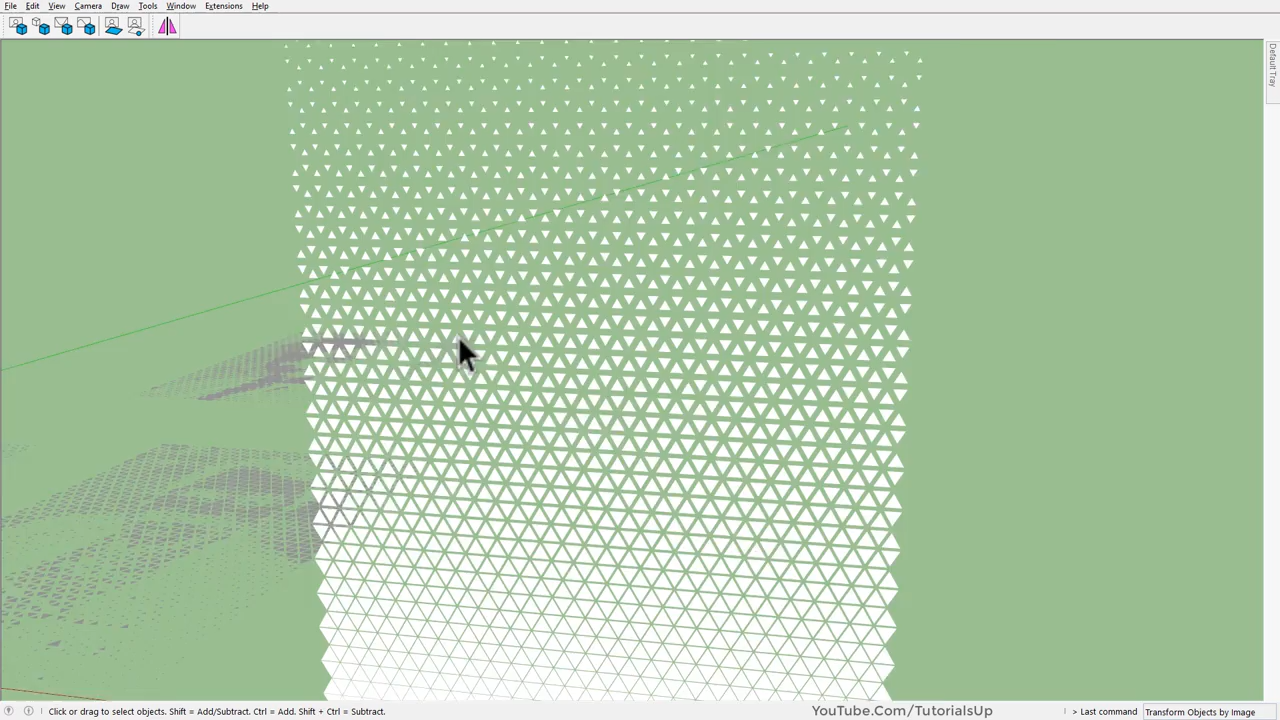 File Edit View Camera Draw Tools Window Extensions Help
Default Tray
Click or drag to select objects. Shift = Add/Subtract. Ctrl = Add. Shift + Ctrl = Subtract. YouTube.Com/TutorialsUp > Last command Transform Objects by Image